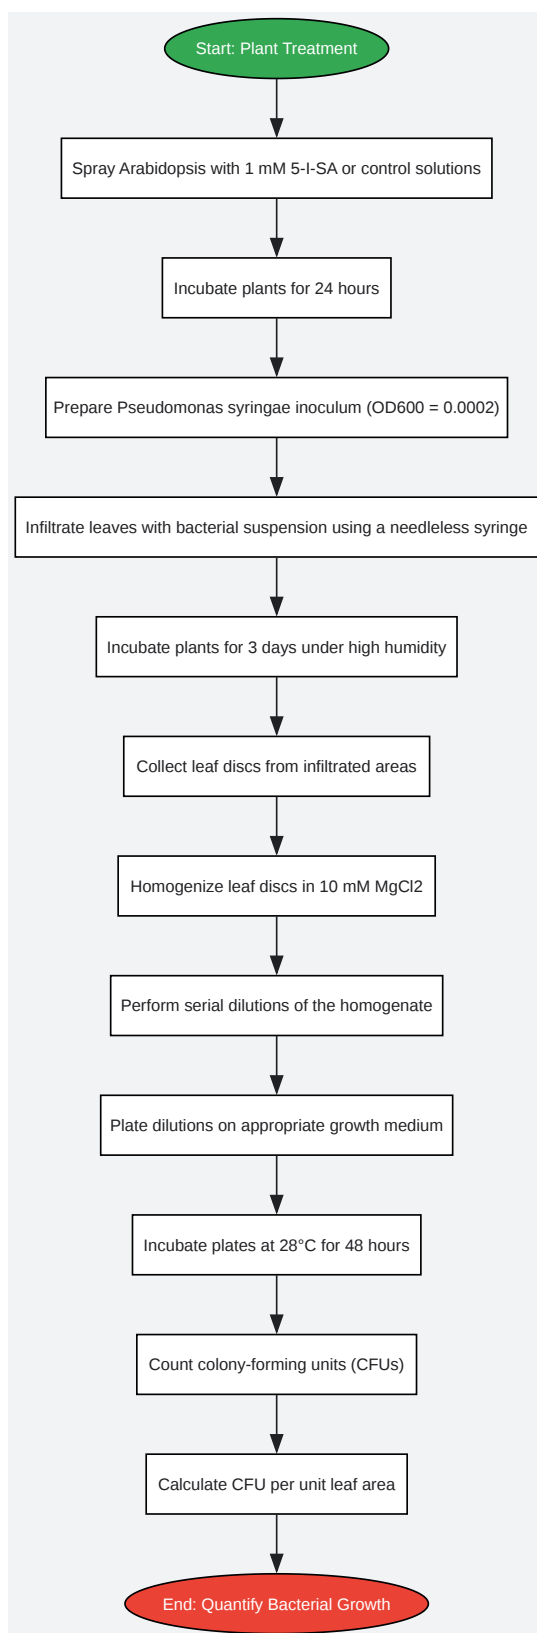 Start: Plant Treatment
Spray Arabidopsis with 1 mM 5-I-SA or control solutions
Incubate plants for 24 hours
Prepare Pseudomonas syringae inoculum (OD600 = 0.0002)
Infiltrate leaves with bacterial suspension using a needleless syringe
Incubate plants for 3 days under high humidity
Collect leaf discs from infiltrated areas
Homogenize leaf discs in 10 mM MgCl2
Perform serial dilutions of the homogenate
Plate dilutions on appropriate growth medium
Incubate plates at 28°C for 48 hours
Count colony-forming units (CFUs)
Calculate CFU per unit leaf area
End: Quantify Bacterial Growth